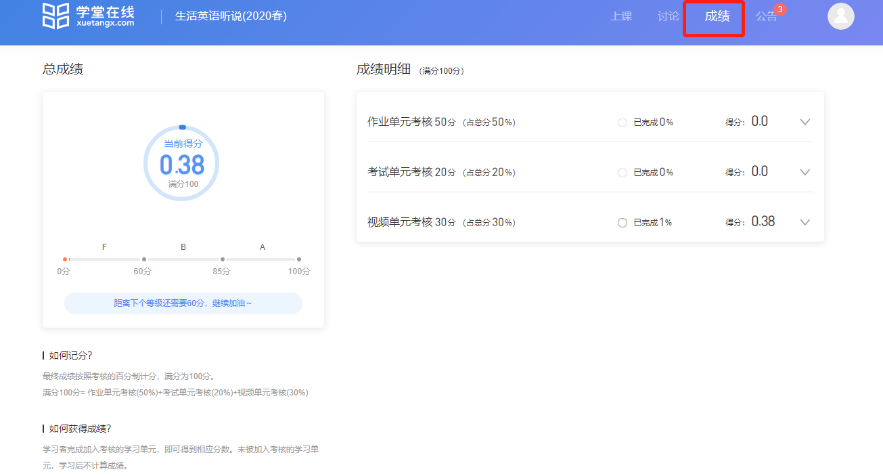 学堂在线
xuetangx.com
生活英语听说(2020春)
上课
讨论
成绩
公告
3
总成绩
当前得分
0.38
满分100
F
B
A
0分
60分
85分
100分
距离下个等级还需要60分，继续加油~
如何记分?
最终成绩按照考核的百分制计分，满分为100分。
满分100分= 作业单元考核(50%)+考试单元考核(20%)+视频单元考核(30%)
如何获得成绩?
学习者完成加入考核的学习单元，即可得到相应分数。未被加入考核的学习单
元，学习后不计算成绩。
成绩明细 (满分100分)
作业单元考核 50分 (占总分50%) 已完成0% 得分: 0.0
考试单元考核 20分 (占总分20%) 已完成0% 得分: 0.0
视频单元考核 30分 (占总分30%) 已完成1% 得分: 0.38